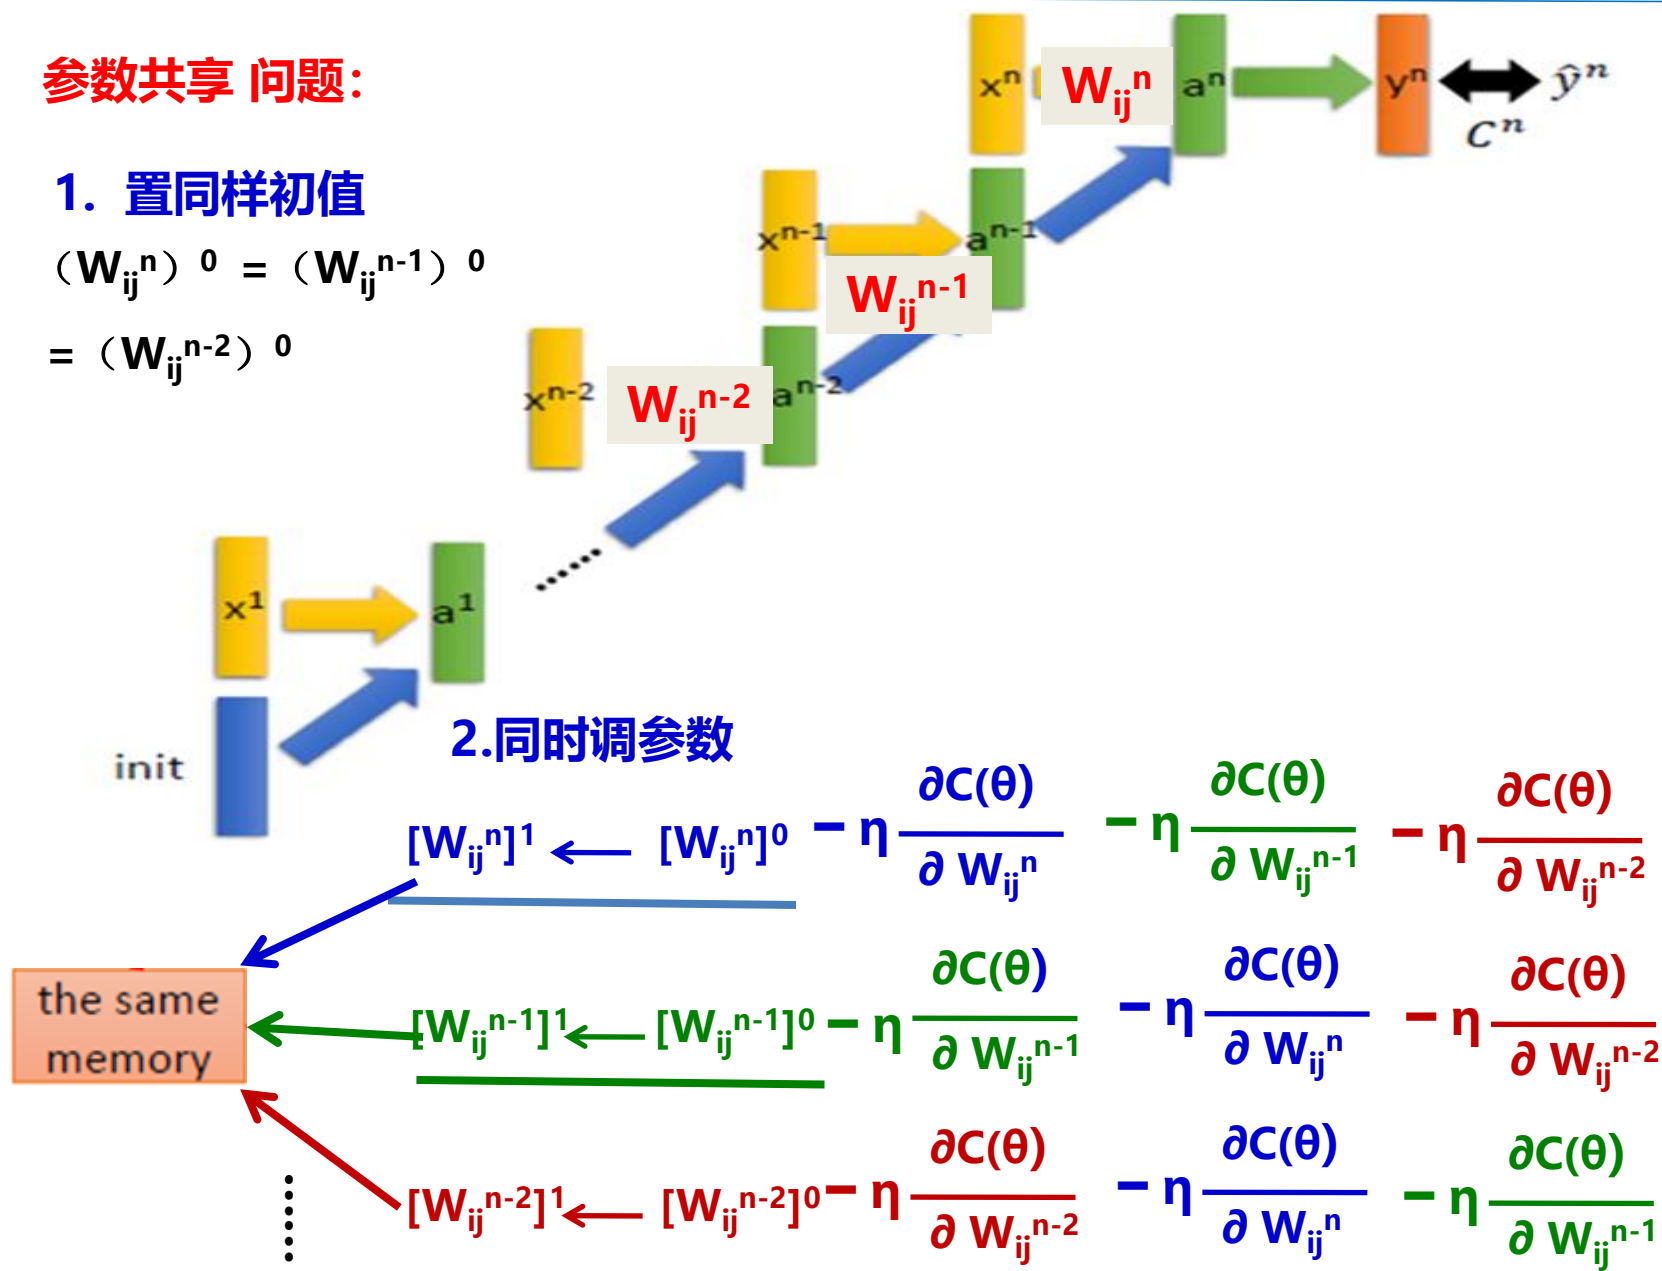 参数共享 问题：
1. 置同样初值
（Wᵢⱼⁿ）⁰ =（Wᵢⱼⁿ⁻¹）⁰
=（Wᵢⱼⁿ⁻²）⁰
xⁿ Wᵢⱼⁿ aⁿ yⁿ ŷⁿ
Cⁿ
xⁿ⁻¹ aⁿ⁻¹
Wᵢⱼⁿ⁻¹
xⁿ⁻² Wᵢⱼⁿ⁻² aⁿ⁻²
......
x¹ a¹
init
2.同时调参数
[Wᵢⱼⁿ]¹ ← [Wᵢⱼⁿ]⁰ − η ∂C(θ)/∂ Wᵢⱼⁿ − η ∂C(θ)/∂ Wᵢⱼⁿ⁻¹ − η ∂C(θ)/∂ Wᵢⱼⁿ⁻²
the same
memory
[Wᵢⱼⁿ⁻¹]¹ ← [Wᵢⱼⁿ⁻¹]⁰ − η ∂C(θ)/∂ Wᵢⱼⁿ⁻¹ − η ∂C(θ)/∂ Wᵢⱼⁿ − η ∂C(θ)/∂ Wᵢⱼⁿ⁻²
[Wᵢⱼⁿ⁻²]¹ ← [Wᵢⱼⁿ⁻²]⁰ − η ∂C(θ)/∂ Wᵢⱼⁿ⁻² − η ∂C(θ)/∂ Wᵢⱼⁿ − η ∂C(θ)/∂ Wᵢⱼⁿ⁻¹